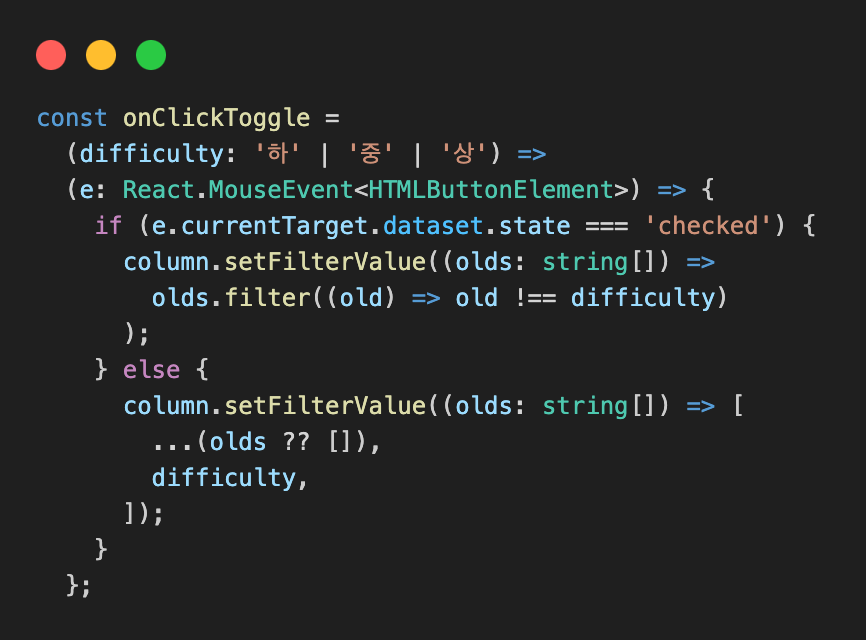 const onClickToggle =
  (difficulty: '하' | '중' | '상') =>
  (e: React.MouseEvent<HTMLButtonElement>) => {
    if (e.currentTarget.dataset.state === 'checked') {
      column.setFilterValue((olds: string[]) =>
        olds.filter((old) => old !== difficulty)
      );
    } else {
      column.setFilterValue((olds: string[]) => [
        ...(olds ?? []),
        difficulty,
      ]);
    }
  };